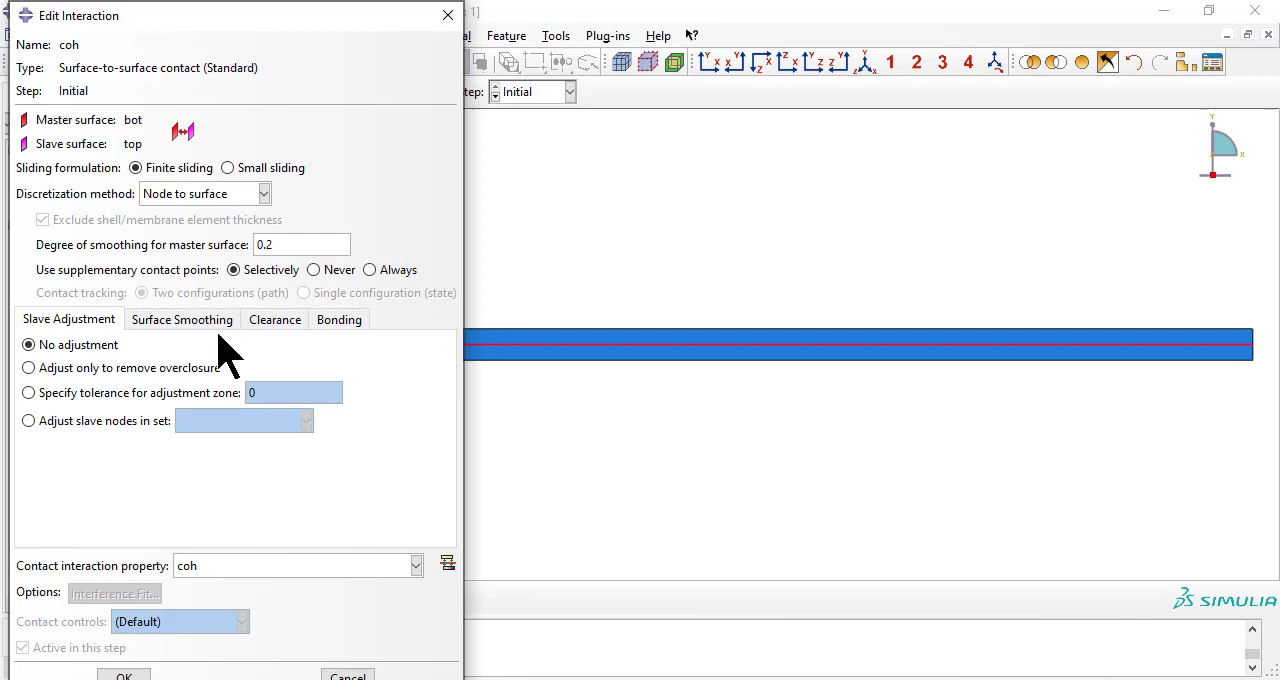 Edit Interaction
: 1]
Name: coh
Type: Surface-to-surface contct (Standard)
Step: Initial
Feature Tools Plug-ins Help
1 2 3 4
tep: Initial
Master surface: bot
Slave surface: top
Sliding formulation: Finite sliding Small sliding
Discretization method: Node to surface
Exclude shell/membrane element thickness
Degree of smoothing for master surface: 0.2
Use supplementary contact points: Selectively Never Always
Contact tracking: Two configurations (path) Single configuration (state)
Slave Adjustment Surface Smoothing Clearance Bonding
No adjustment
Adjust only to remove overclosure
Specify tolerance for adjustment zone: 0
Adjust slave nodes in set:
Contact interaction property: coh
Options: Interference Fit...
Contact controls: (Default)
Active in this step
OK Cancel
SIMULIA